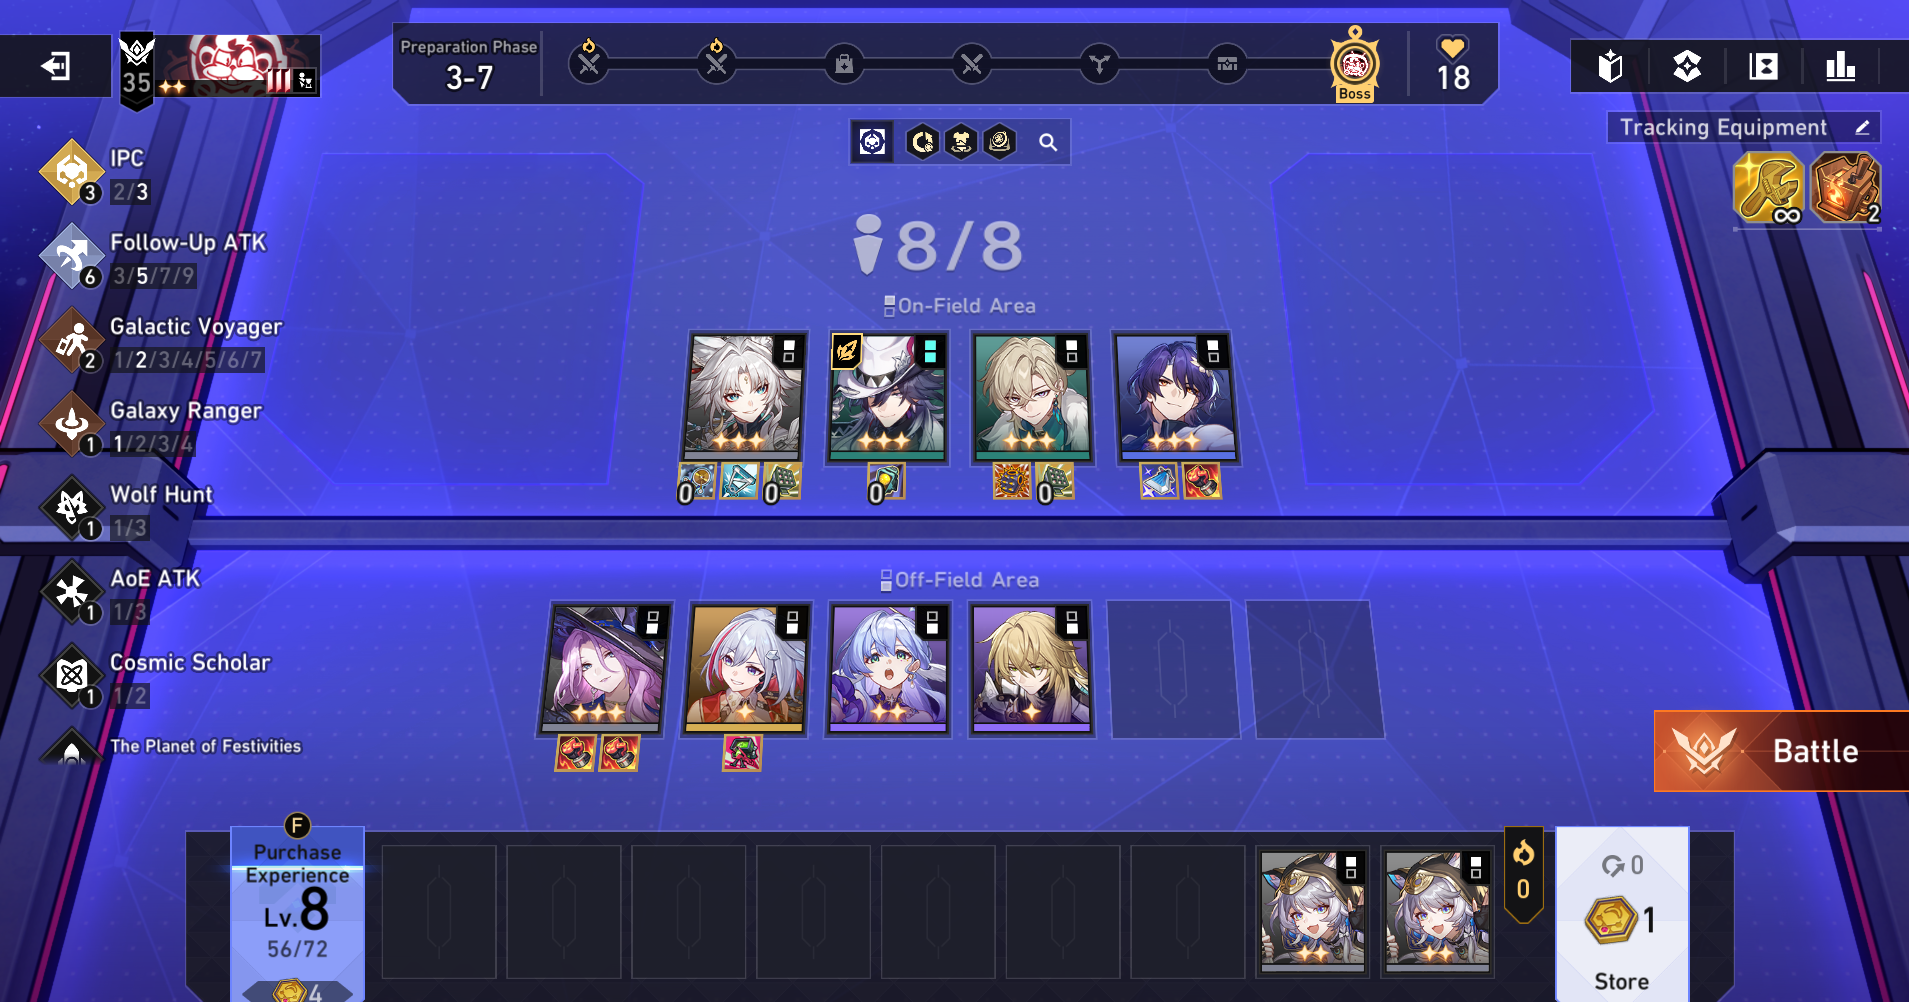 35
Preparation Phase
3-7
Boss
18
Tracking Equipment
∞
2
IPC
3
2/3
Follow-Up ATK
6
3/5/7/9
Galactic Voyager
2
1/2/3/4/5/6/7
Galaxy Ranger
1
1/2/3/4
Wolf Hunt
1
1/3
AoE ATK
1
1/3
Cosmic Scholar
1
1/2
The Planet of Festivities
8/8
On-Field Area
0
0
0
0
Off-Field Area
Battle
F
Purchase
Experience
Lv.8
56/72
4
0
0
1
Store